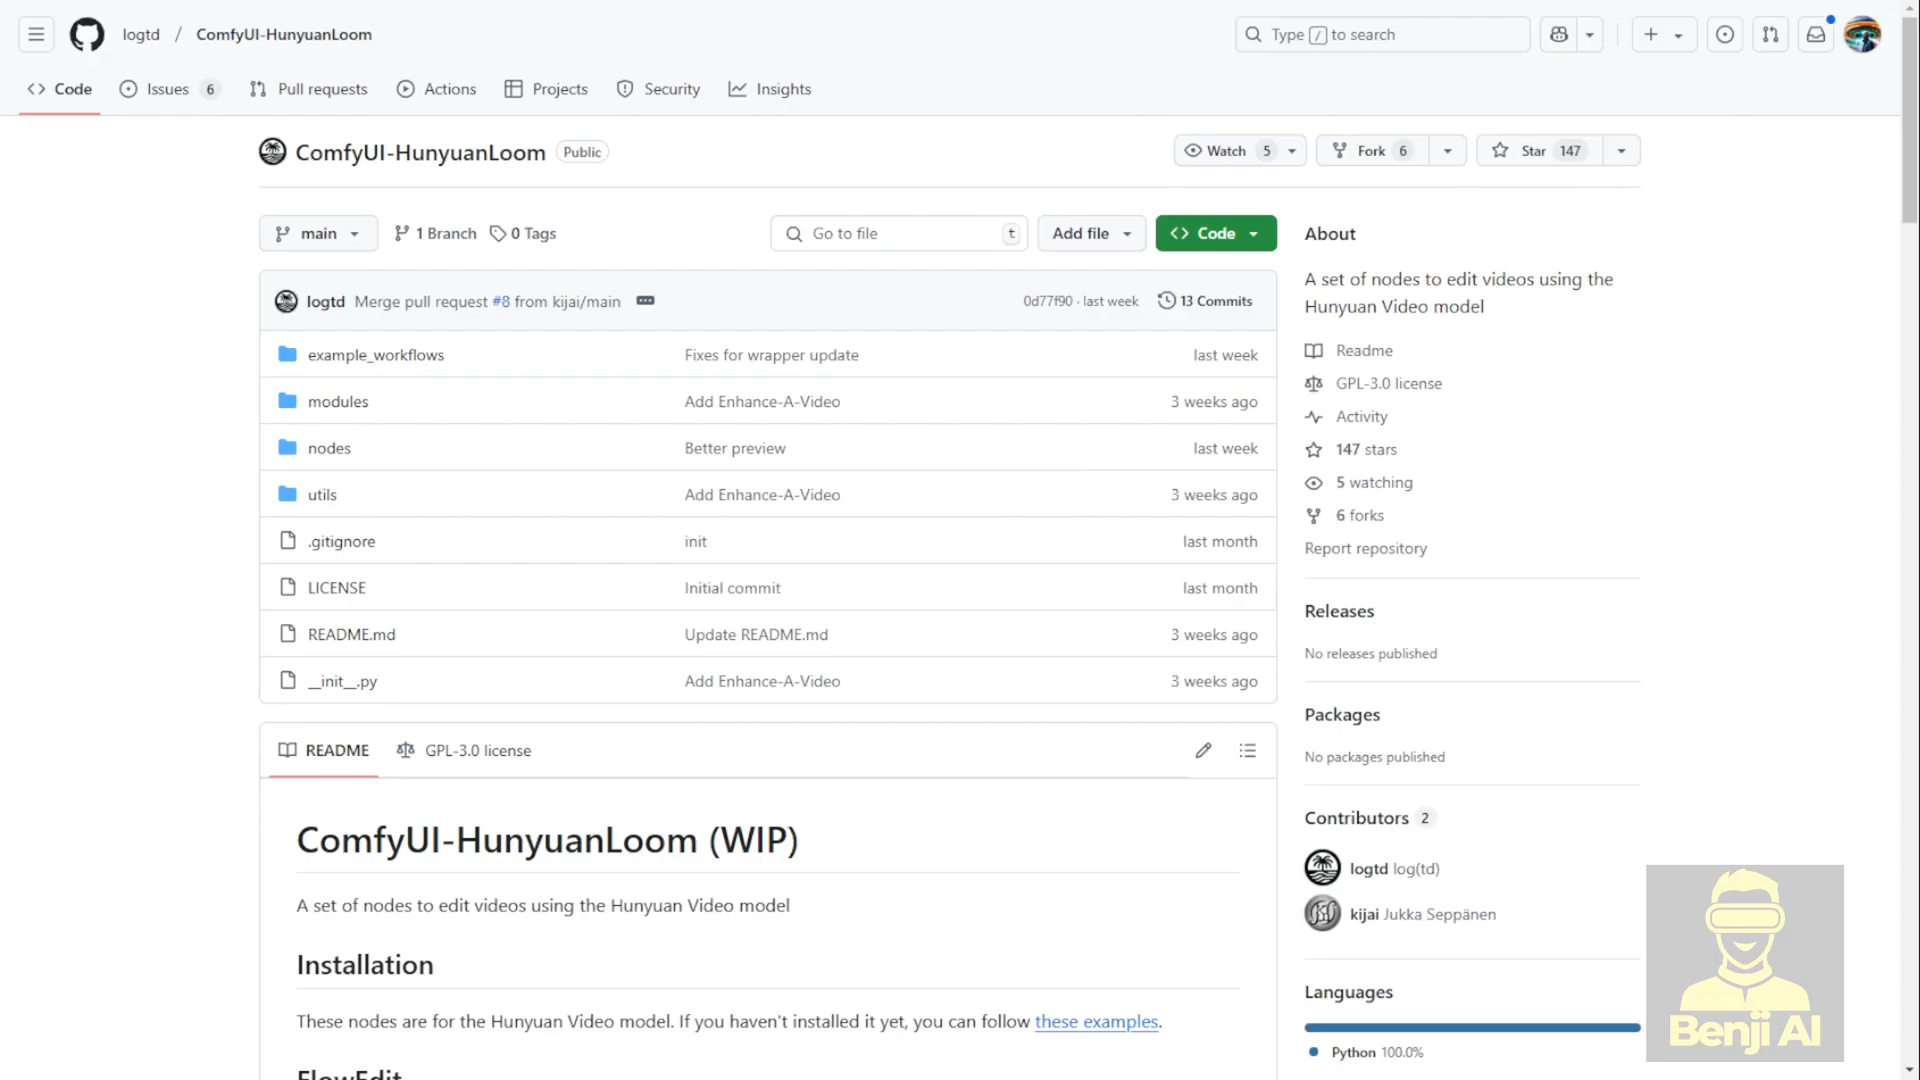 logtd / ComfyUI-HunyuanLoom
Type / to search
Code
Issues 6
Pull requests
Actions
Projects
Security
Insights
ComfyUI-HunyuanLoom Public
Watch 5
Fork 6
Star 147
main
1 Branch
0 Tags
Go to file t
Add file
Code
logtd Merge pull request #8 from kijai/main
0d77f90 · last week
13 Commits
example_workflows Fixes for wrapper update last week
modules Add Enhance-A-Video 3 weeks ago
nodes Better preview last week
utils Add Enhance-A-Video 3 weeks ago
.gitignore init last month
LICENSE Initial commit last month
README.md Update README.md 3 weeks ago
__init__.py Add Enhance-A-Video 3 weeks ago
README
GPL-3.0 license
ComfyUI-HunyuanLoom (WIP)
A set of nodes to edit videos using the Hunyuan Video model
Installation
These nodes are for the Hunyuan Video model. If you haven't installed it yet, you can follow these examples.
FlowEdit
About
A set of nodes to edit videos using the
Hunyuan Video model
Readme
GPL-3.0 license
Activity
147 stars
5 watching
6 forks
Report repository
Releases
No releases published
Packages
No packages published
Contributors 2
logtd log(td)
kijai Jukka Seppänen
Languages
Python 100.0%
Benji AI